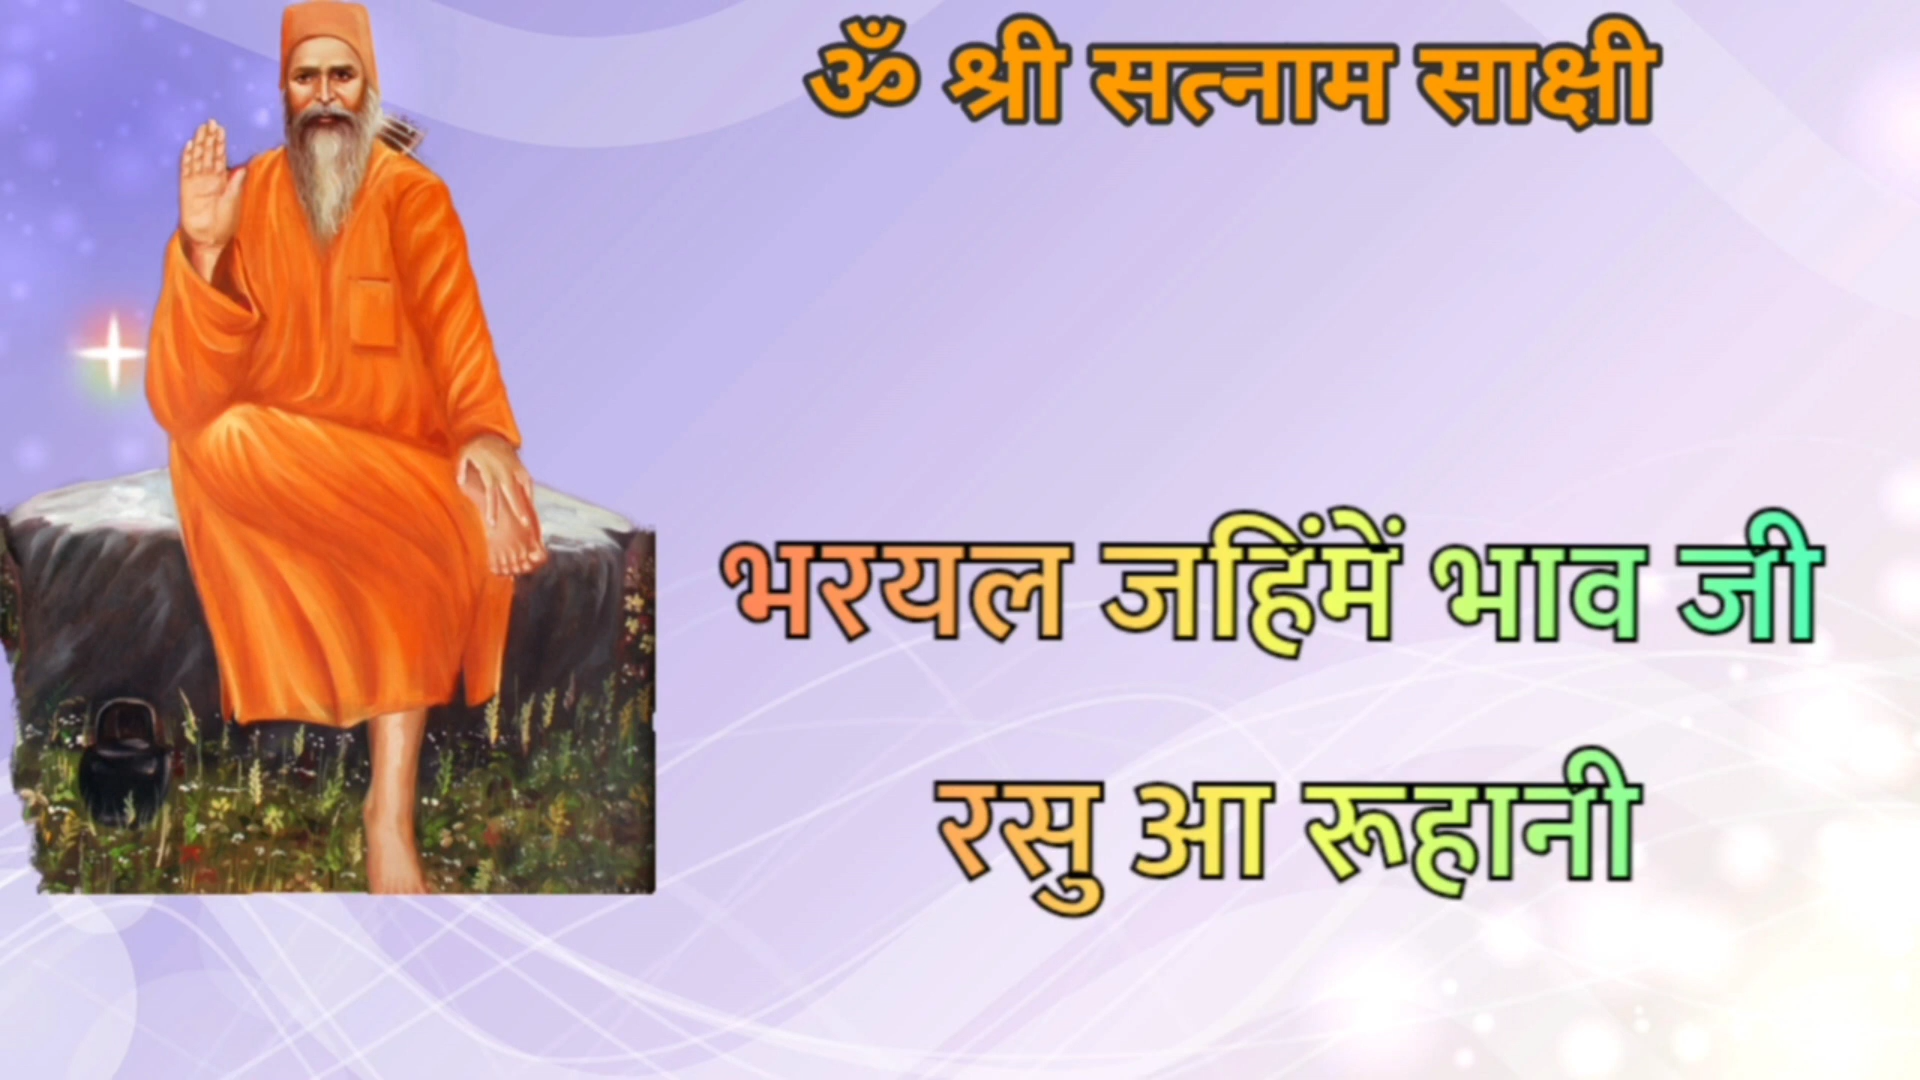 ॐ श्री सत्नाम साक्षी
भरयल जहिंमें भाव जी
रसु आ रूहानी